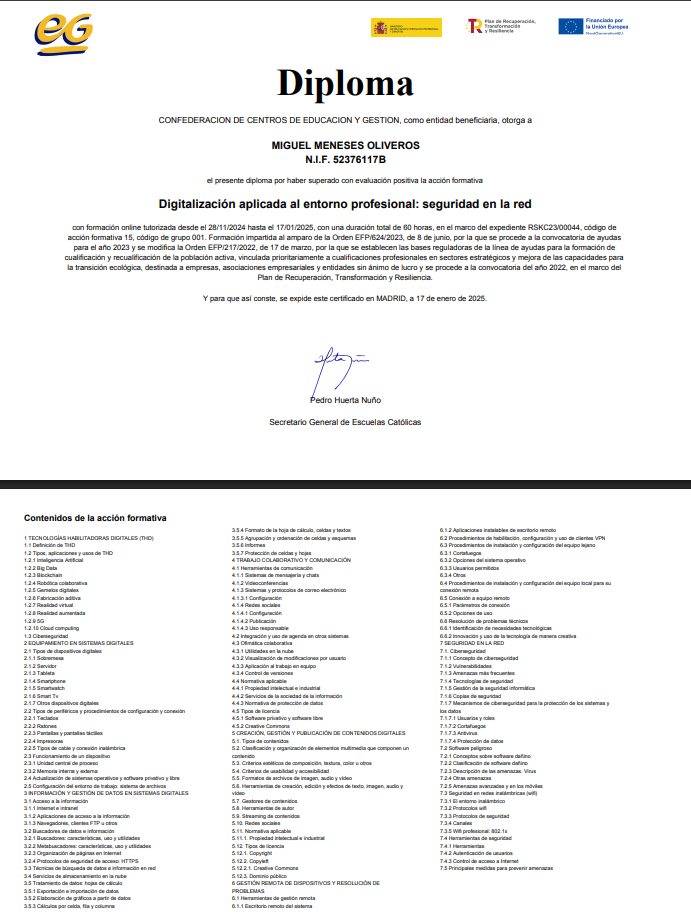 eG
Plan de Recuperación,
Transformación
y Resiliencia
Financiado por
la Unión Europea
NextGenerationEU
Diploma
CONFEDERACION DE CENTROS DE EDUCACION Y GESTION, como entidad beneficiaria, otorga a
MIGUEL MENESES OLIVEROS
N.I.F. 52376117B
el presente diploma por haber superado con evaluación positiva la acción formativa
Digitalización aplicada al entorno profesional: seguridad en la red
con formación online tutorizada desde el 28/11/2024 hasta el 17/01/2025, con una duración total de 60 horas, en el marco del expediente RSKC23/00044, código de
acción formativa 15, código de grupo 001. Formación impartida al amparo de la Orden EFP/624/2023, de 8 de junio, por la que se procede a la convocatoria de ayudas
para el año 2023 y se modifica la Orden EFP/217/2022, de 17 de marzo, por la que se establecen las bases reguladoras de la línea de ayudas para la formación de
cualificación y recualificación de la población activa, vinculada prioritariamente a cualificaciones profesionales en sectores estratégicos y mejora de las capacidades para
la transición ecológica, destinada a empresas, asociaciones empresariales y entidades sin ánimo de lucro y se procede a la convocatoria del año 2022, en el marco del
Plan de Recuperación, Transformación y Resiliencia.
Y para que así conste, se expide este certificado en MADRID, a 17 de enero de 2025.
Pedro Huerta Nuño
Secretario General de Escuelas Católicas
Contenidos de la acción formativa
1 TECNOLOGÍAS HABILITADORAS DIGITALES (THD)
1.1 Definición de THD
1.2 Tipos, aplicaciones y usos de THD
1.2.1 Inteligencia Artificial
1.2.2 Big Data
1.2.3 Blockchain
1.2.4 Robótica colaborativa
1.2.5 Gemelos digitales
1.2.6 Fabricación aditiva
1.2.7 Realidad virtual
1.2.8 Realidad aumentada
1.2.9 5G
1.2.10 Cloud computing
1.3 Ciberseguridad
2 EQUIPAMIENTO EN SISTEMAS DIGITALES
2.1 Tipos de dispositivos digitales
2.1.1 Sobremesa
2.1.2 Servidor
2.1.3 Tablets
2.1.4 Smartphone
2.1.5 Smartwatch
2.1.6 Smart Tv
2.1.7 Otros dispositivos digitales
2.2 Tipos de periféricos y procedimientos de configuración y conexión
2.2.1 Teclados
2.2.2 Ratones
2.2.3 Pantallas y pantallas táctiles
2.2.4 Impresoras
2.2.5 Tipos de cable y conexión inalámbrica
2.3 Funcionamiento de un dispositivo
2.3.1 Unidad central de proceso
2.3.2 Memoria interna y externa
2.4 Actualización de sistemas operativos y software privativo y libre
2.5 Configuración del entorno de trabajo: sistema de archivos
3 INFORMACIÓN Y GESTIÓN DE DATOS EN SISTEMAS DIGITALES
3.1 Acceso a la información
3.1.1 Internet e intranet
3.1.2 Aplicaciones de acceso a la información
3.1.3 Navegadores, clientes FTP u otros
3.2 Buscadores de datos e información
3.2.1 Buscadores: características, uso y utilidades
3.2.2 Metabuscadores: características, uso y utilidades
3.2.3 Organización de páginas en Internet
3.2.4 Protocolos de seguridad de acceso: HTTPS
3.3 Técnicas de búsqueda de datos e información en red
3.4 Servicios de almacenamiento en la nube
3.5 Tratamiento de datos: hojas de cálculo
3.5.1 Exportación e importación de datos
3.5.2 Elaboración de gráficos a partir de datos
3.5.3 Cálculos por celda, fila y columna
3.5.4 Formato de la hoja de cálculo, celdas y textos
3.5.5 Agrupación y ordenación de celdas y esquemas
3.5.6 Informes
3.5.7 Protección de celdas y hojas
4 TRABAJO COLABORATIVO Y COMUNICACIÓN
4.1 Herramientas de comunicación
4.1.1 Sistemas de mensajería y chats
4.1.2 Videoconferencias
4.1.3 Sistemas y protocolos de correo electrónico
4.1.3.1 Configuración
4.1.4 Redes sociales
4.1.4.1 Configuración
4.1.4.2 Publicación
4.1.4.3 Uso responsable
4.2 Integración y uso de agenda en otros sistemas
4.3 Ofimática colaborativa
4.3.1 Utilidades en la nube
4.3.2 Visualización de modificaciones por usuario
4.3.3 Aplicación al trabajo en equipo
4.3.4 Control de versiones
4.4 Normativa aplicable
4.4.1 Propiedad intelectual e industrial
4.4.2 Servicios de la sociedad de la información
4.4.3 Normativa de protección de datos
4.5 Tipos de licencia
4.5.1 Software privativo y software libre
4.5.2 Creative Commons
5 CREACIÓN, GESTIÓN Y PUBLICACIÓN DE CONTENIDOS DIGITALES
5.1. Tipos de contenidos
5.2. Clasificación y organización de elementos multimedia que componen un
contenido
5.3. Criterios estéticos de composición, textura, color u otros
5.4. Criterios de usabilidad y accesibilidad
5.5. Formatos de archivos de imagen, audio y vídeo
5.6. Herramientas de creación, edición y efectos de texto, imagen, audio y
vídeo
5.7. Gestores de contenidos
5.8. Herramientas de autor
5.9. Streaming de contenidos
5.10. Redes sociales
5.11. Normativa aplicable
5.11.1. Propiedad intelectual e industrial
5.12. Tipos de licencia
5.12.1. Copyright
5.12.2. Copyleft
5.12.2.1. Creative Commons
5.12.3. Dominio público
6 GESTIÓN REMOTA DE DISPOSITIVOS Y RESOLUCIÓN DE
PROBLEMAS
6.1 Herramientas de gestión remota
6.1.1 Escritorio remoto del sistema
6.1.2 Aplicaciones instalables de escritorio remoto
6.2 Procedimientos de habilitación, configuración y uso de clientes VPN
6.3 Procedimientos de instalación y configuración del equipo lejano
6.3.1 Cortafuegos
6.3.2 Opciones del sistema operativo
6.3.3 Usuarios permitidos
6.3.4 Otros
6.4 Procedimientos de instalación y configuración del equipo local para su
conexión remota
6.5 Conexión a equipo remoto
6.5.1 Parámetros de conexión
6.5.2 Opciones de uso
6.6 Resolución de problemas técnicos
6.6.1 Identificación de necesidades tecnológicas
6.6.2 Innovación y uso de la tecnología de manera creativa
7 SEGURIDAD EN LA RED
7.1. Ciberseguridad
7.1.1 Concepto de ciberseguridad
7.1.2 Vulnerabilidades
7.1.3 Amenazas más frecuentes
7.1.4 Tecnologías de seguridad
7.1.5 Gestión de la seguridad informática
7.1.6 Copias de seguridad
7.1.7 Mecanismos de ciberseguridad para la protección de los sistemas y
los datos
7.1.7.1 Usuarios y roles
7.1.7.2 Cortafuegos
7.1.7.3 Antivirus
7.1.7.4 Protección de datos
7.2 Software peligroso
7.2.1 Conceptos sobre software dañino
7.2.2 Clasificación de software dañino
7.2.3 Descripción de las amenazas. Virus
7.2.4 Otras amenazas
7.2.5 Amenazas avanzadas y en los móviles
7.3 Seguridad en redes inalámbricas (wifi)
7.3.1 El entorno inalámbrico
7.3.2 Protocolos wifi
7.3.3 Protocolos de seguridad
7.3.4 Canales
7.3.5 Wifi profesional: 802.1x
7.4 Herramientas de seguridad
7.4.1 Herramientas
7.4.2 Autenticación de usuarios
7.4.3 Control de acceso a Internet
7.5 Principales medidas para prevenir amenazas